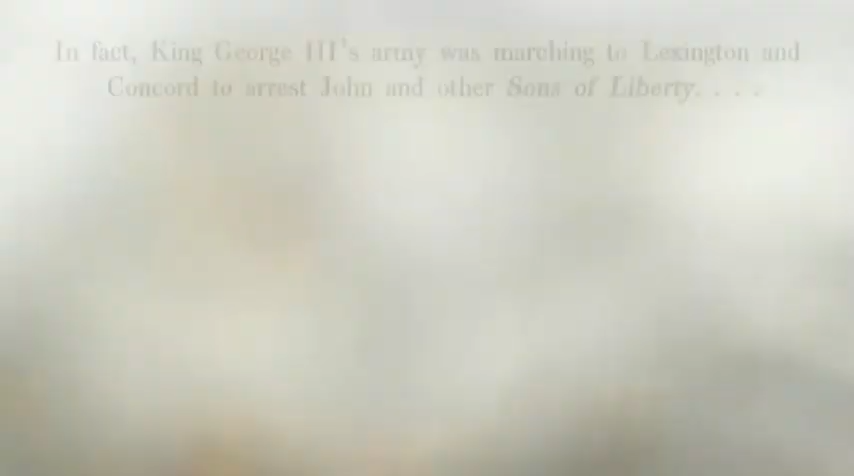 In fact, King George III's army was marching to Lexington and
Concord to arrest John and other Sons of Liberty. . . .